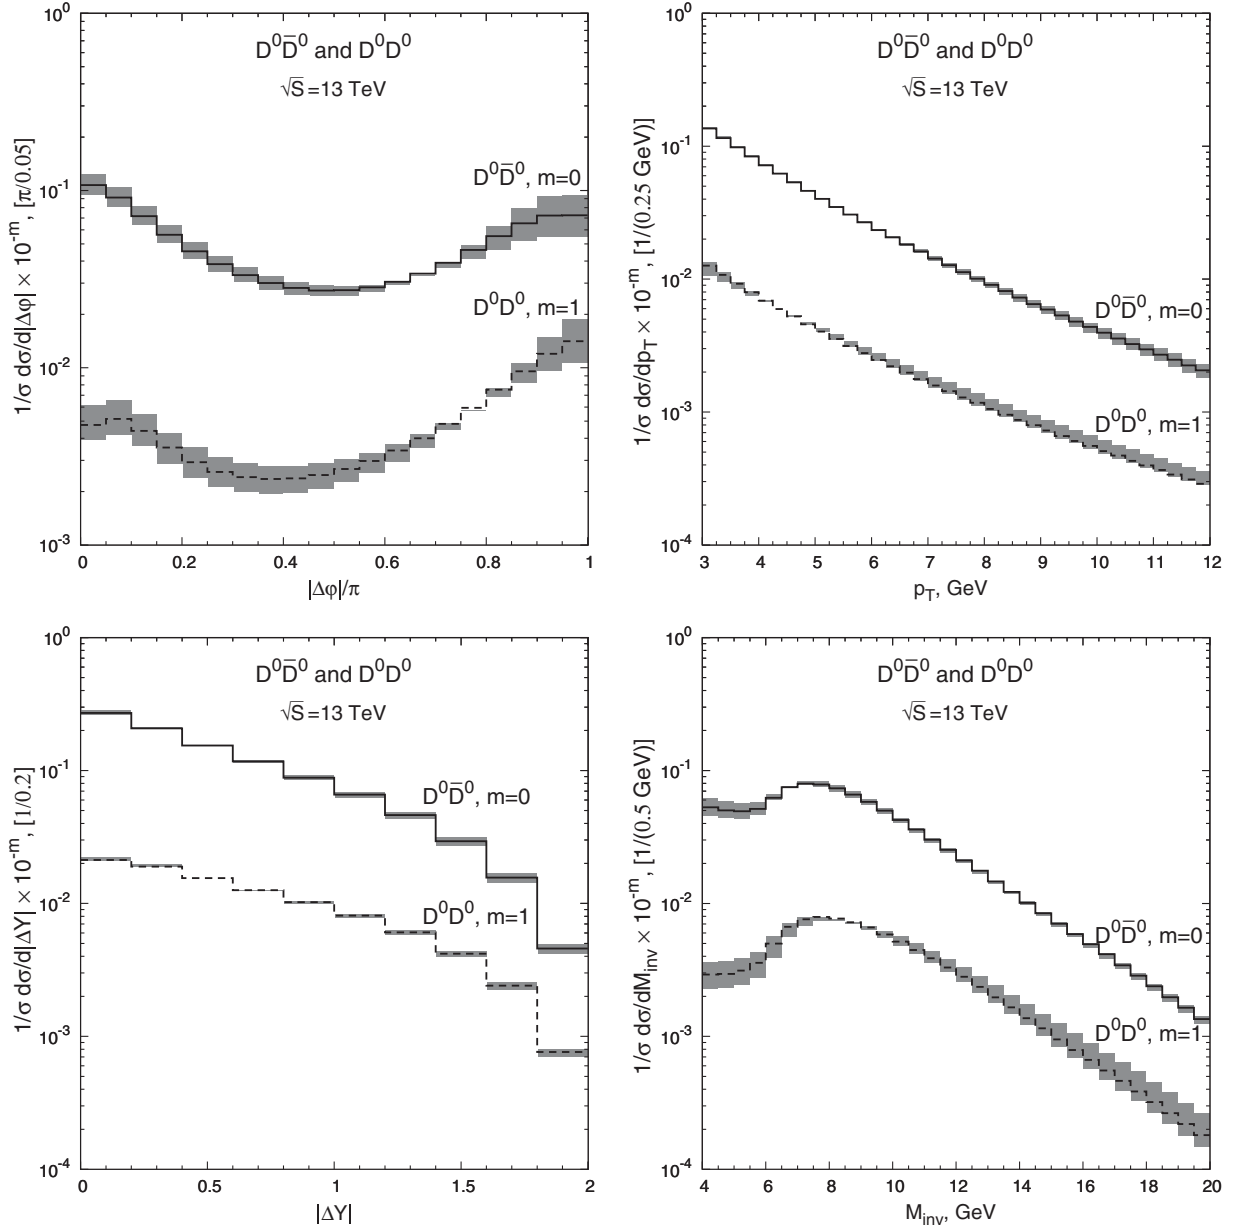 D⁰D̅⁰ and D⁰D⁰
√S=13 TeV
D⁰D̅⁰, m=0
D⁰D⁰, m=1
1/σ dσ/d|Δφ| × 10⁻ᵐ, [π/0.05]
10⁰
10⁻¹
10⁻²
10⁻³
0 0.2 0.4 0.6 0.8 1
|Δφ|/π
D⁰D̅⁰ and D⁰D⁰
√S=13 TeV
D⁰D̅⁰, m=0
D⁰D⁰, m=1
1/σ dσ/dp_T × 10⁻ᵐ, [1/(0.25 GeV)]
10⁰
10⁻¹
10⁻²
10⁻³
10⁻⁴
3 4 5 6 7 8 9 10 11 12
p_T, GeV
D⁰D̅⁰ and D⁰D⁰
√S=13 TeV
D⁰D̅⁰, m=0
D⁰D⁰, m=1
1/σ dσ/d|ΔY| × 10⁻ᵐ, [1/0.2]
10⁰
10⁻¹
10⁻²
10⁻³
10⁻⁴
0 0.5 1 1.5 2
|ΔY|
D⁰D̅⁰ and D⁰D⁰
√S=13 TeV
D⁰D̅⁰, m=0
D⁰D⁰, m=1
1/σ dσ/dM_inv × 10⁻ᵐ, [1/(0.5 GeV)]
10⁰
10⁻¹
10⁻²
10⁻³
10⁻⁴
4 6 8 10 12 14 16 18 20
M_inv, GeV